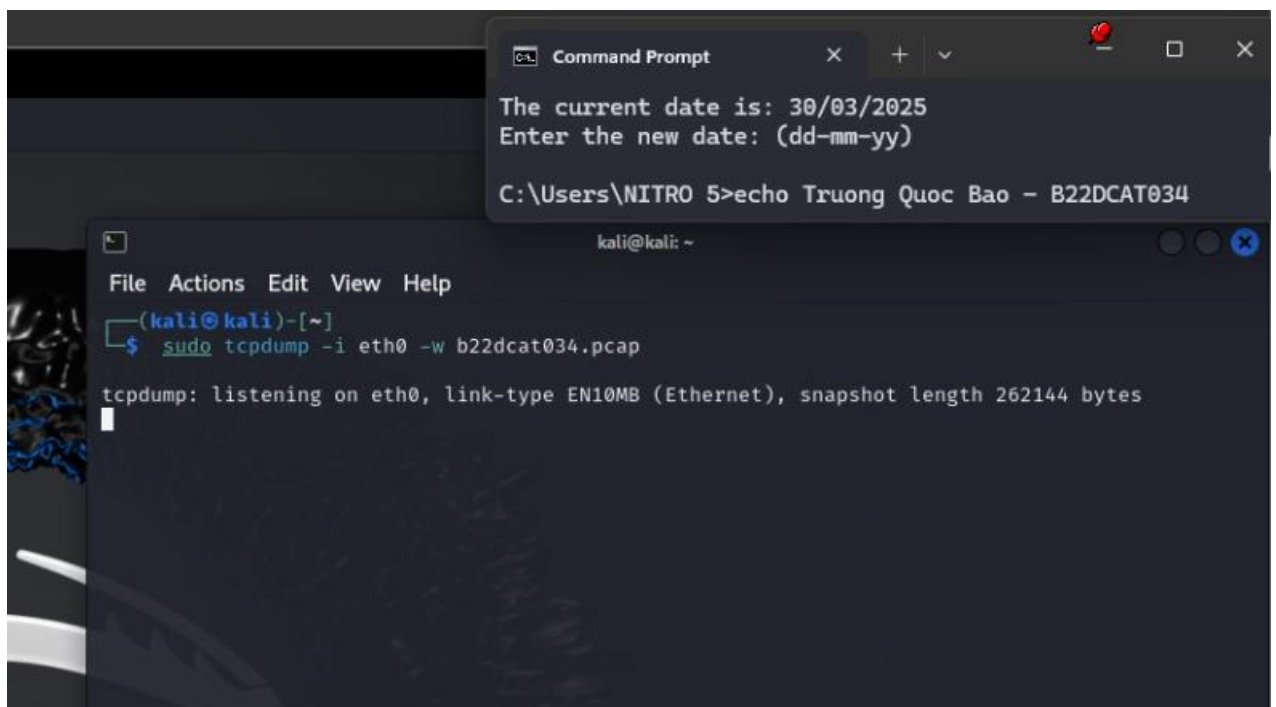 Command Prompt
The current date is: 30/03/2025
Enter the new date: (dd-mm-yy)
C:\Users\NITRO 5>echo Truong Quoc Bao - B22DCAT034
kali@kali: ~
File Actions Edit View Help
(kali㉿kali)-[~]
$ sudo tcpdump -i eth0 -w b22dcat034.pcap
tcpdump: listening on eth0, link-type EN10MB (Ethernet), snapshot length 262144 bytes